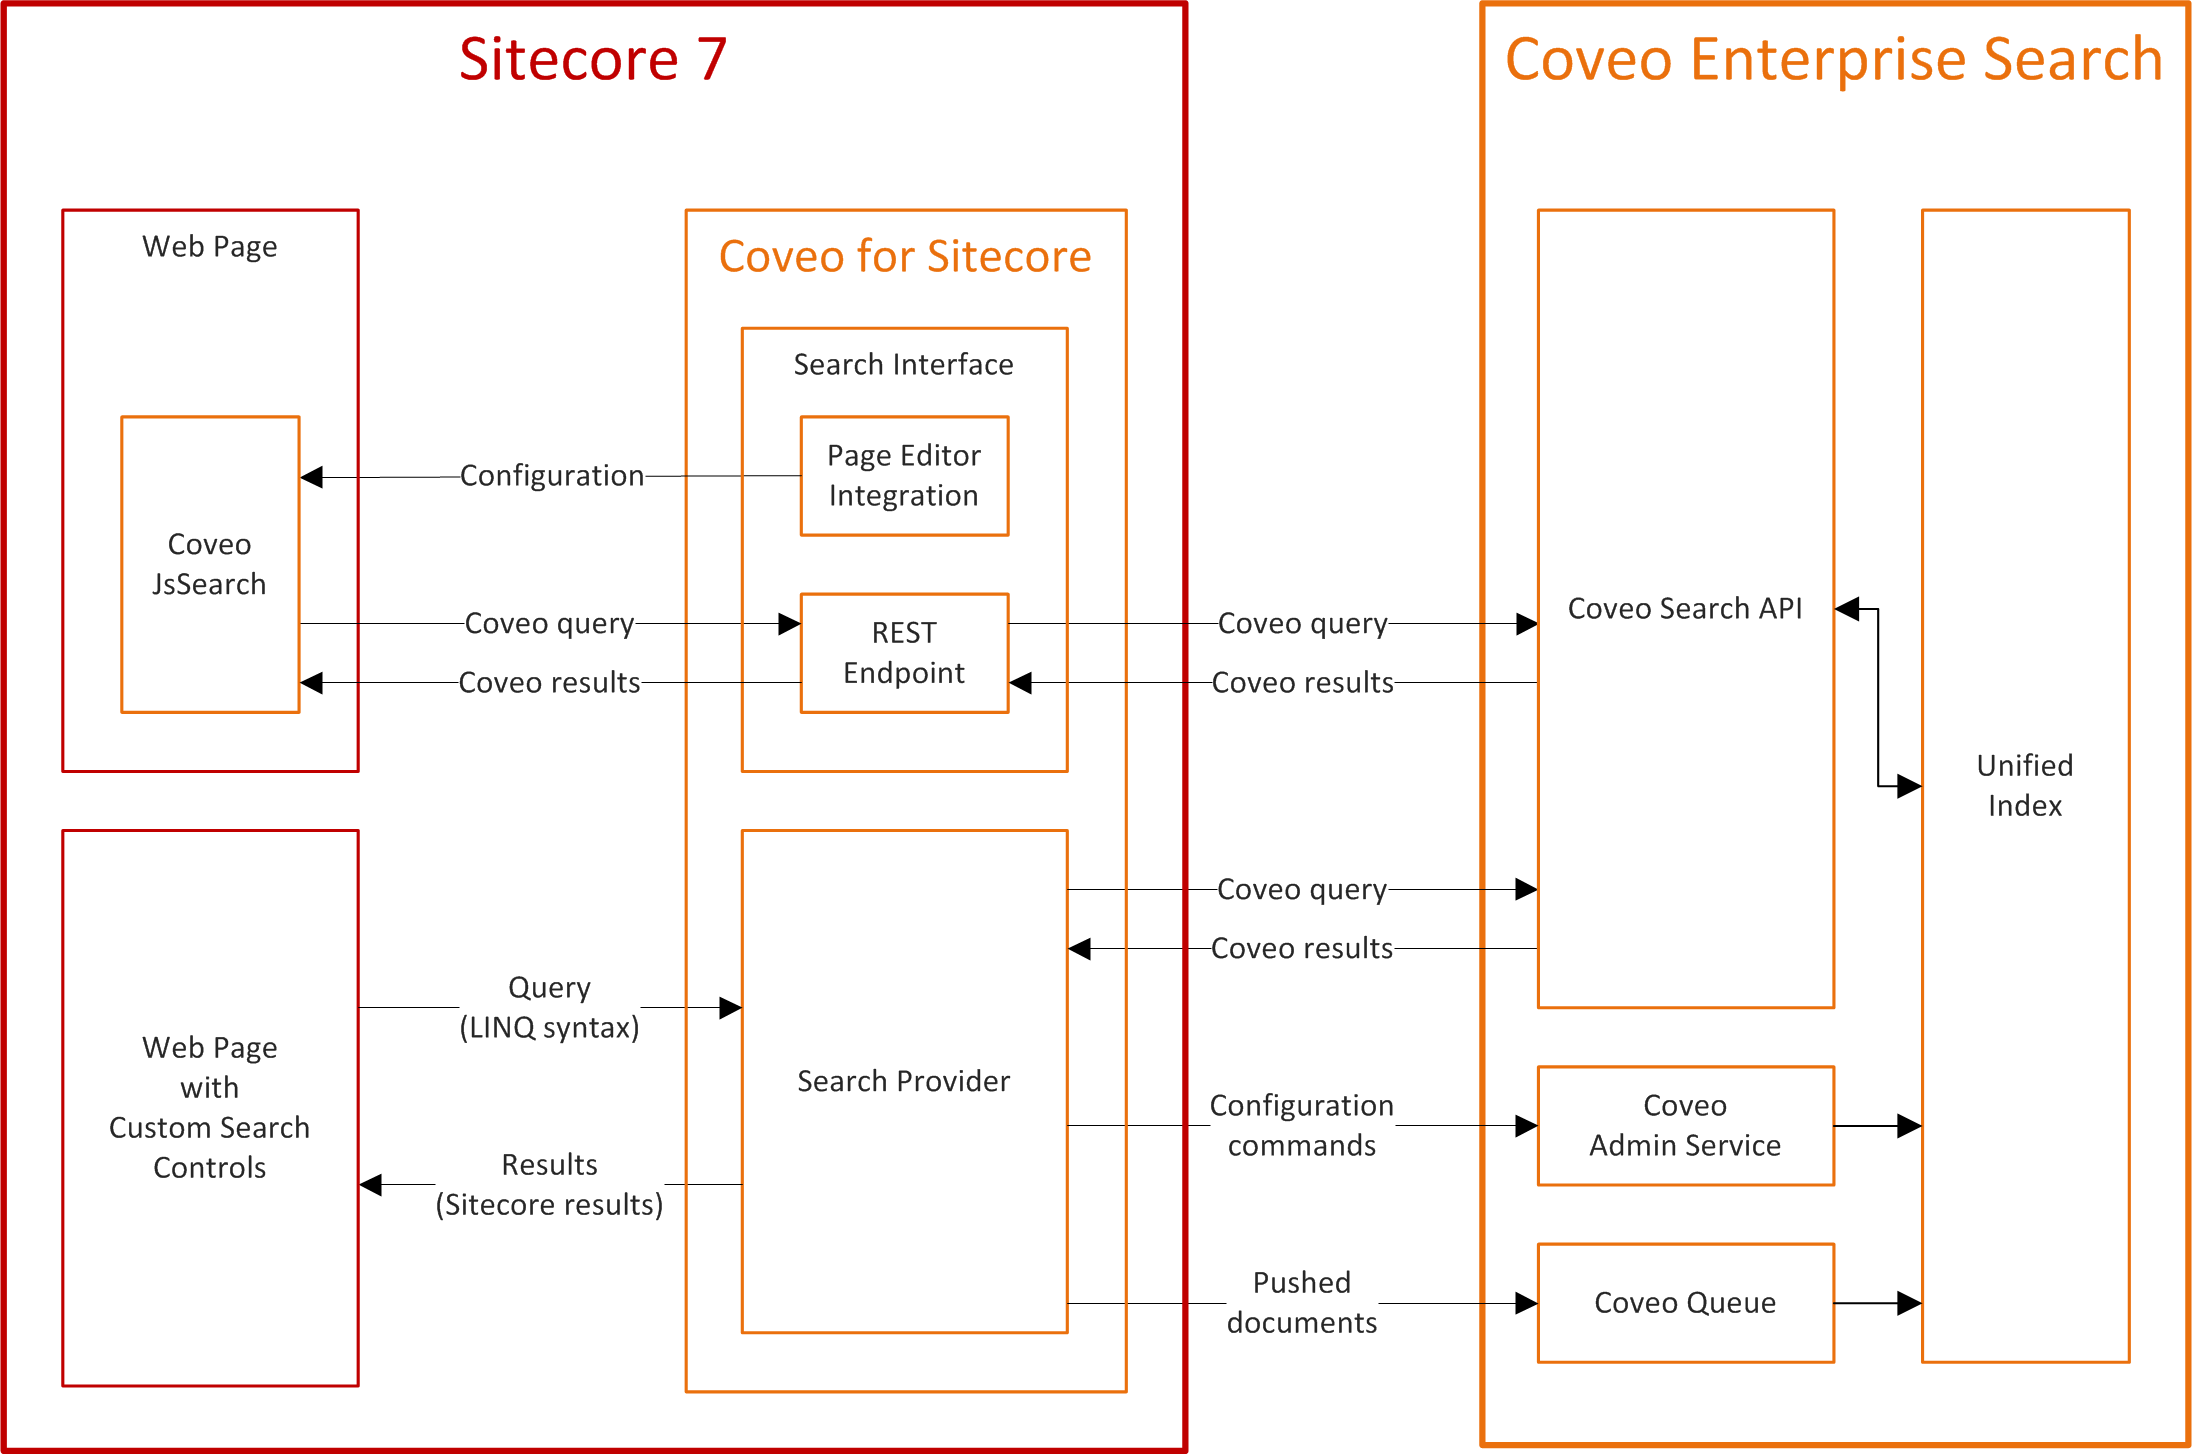 Sitecore 7
Coveo Enterprise Search
Web Page
Coveo for Sitecore
Search Interface
Page Editor
Integration
Configuration
Coveo
JsSearch
Coveo query
REST
Endpoint
Coveo results
Coveo query
Coveo results
Coveo Search API
Unified
Index
Coveo query
Coveo results
Query
(LINQ syntax)
Web Page
with
Custom Search
Controls
Search Provider
Results
(Sitecore results)
Configuration
commands
Coveo
Admin Service
Pushed
documents
Coveo Queue